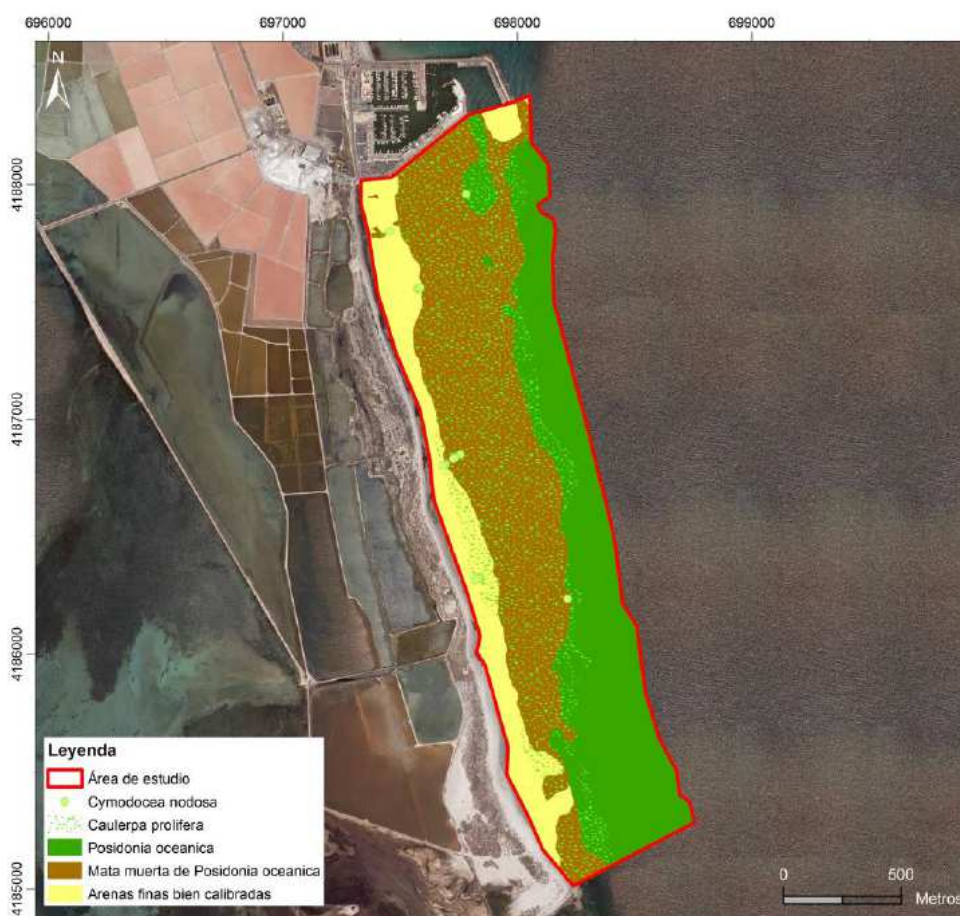 696000 697000 698000 699000
N
4188000
4187000
4186000
4185000
Leyenda
Área de estudio
Cymodocea nodosa
Caulerpa prolifera
Posidonia oceanica
Mata muerta de Posidonia oceanica
Arenas finas bien calibradas
0 500
Metros